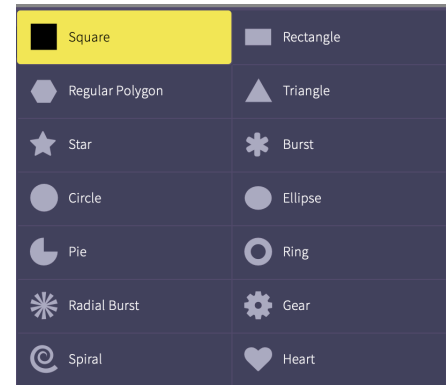 Square
Rectangle
Regular Polygon
Triangle
Star
Burst
Circle
Ellipse
Pie
Ring
Radial Burst
Gear
Spiral
Heart